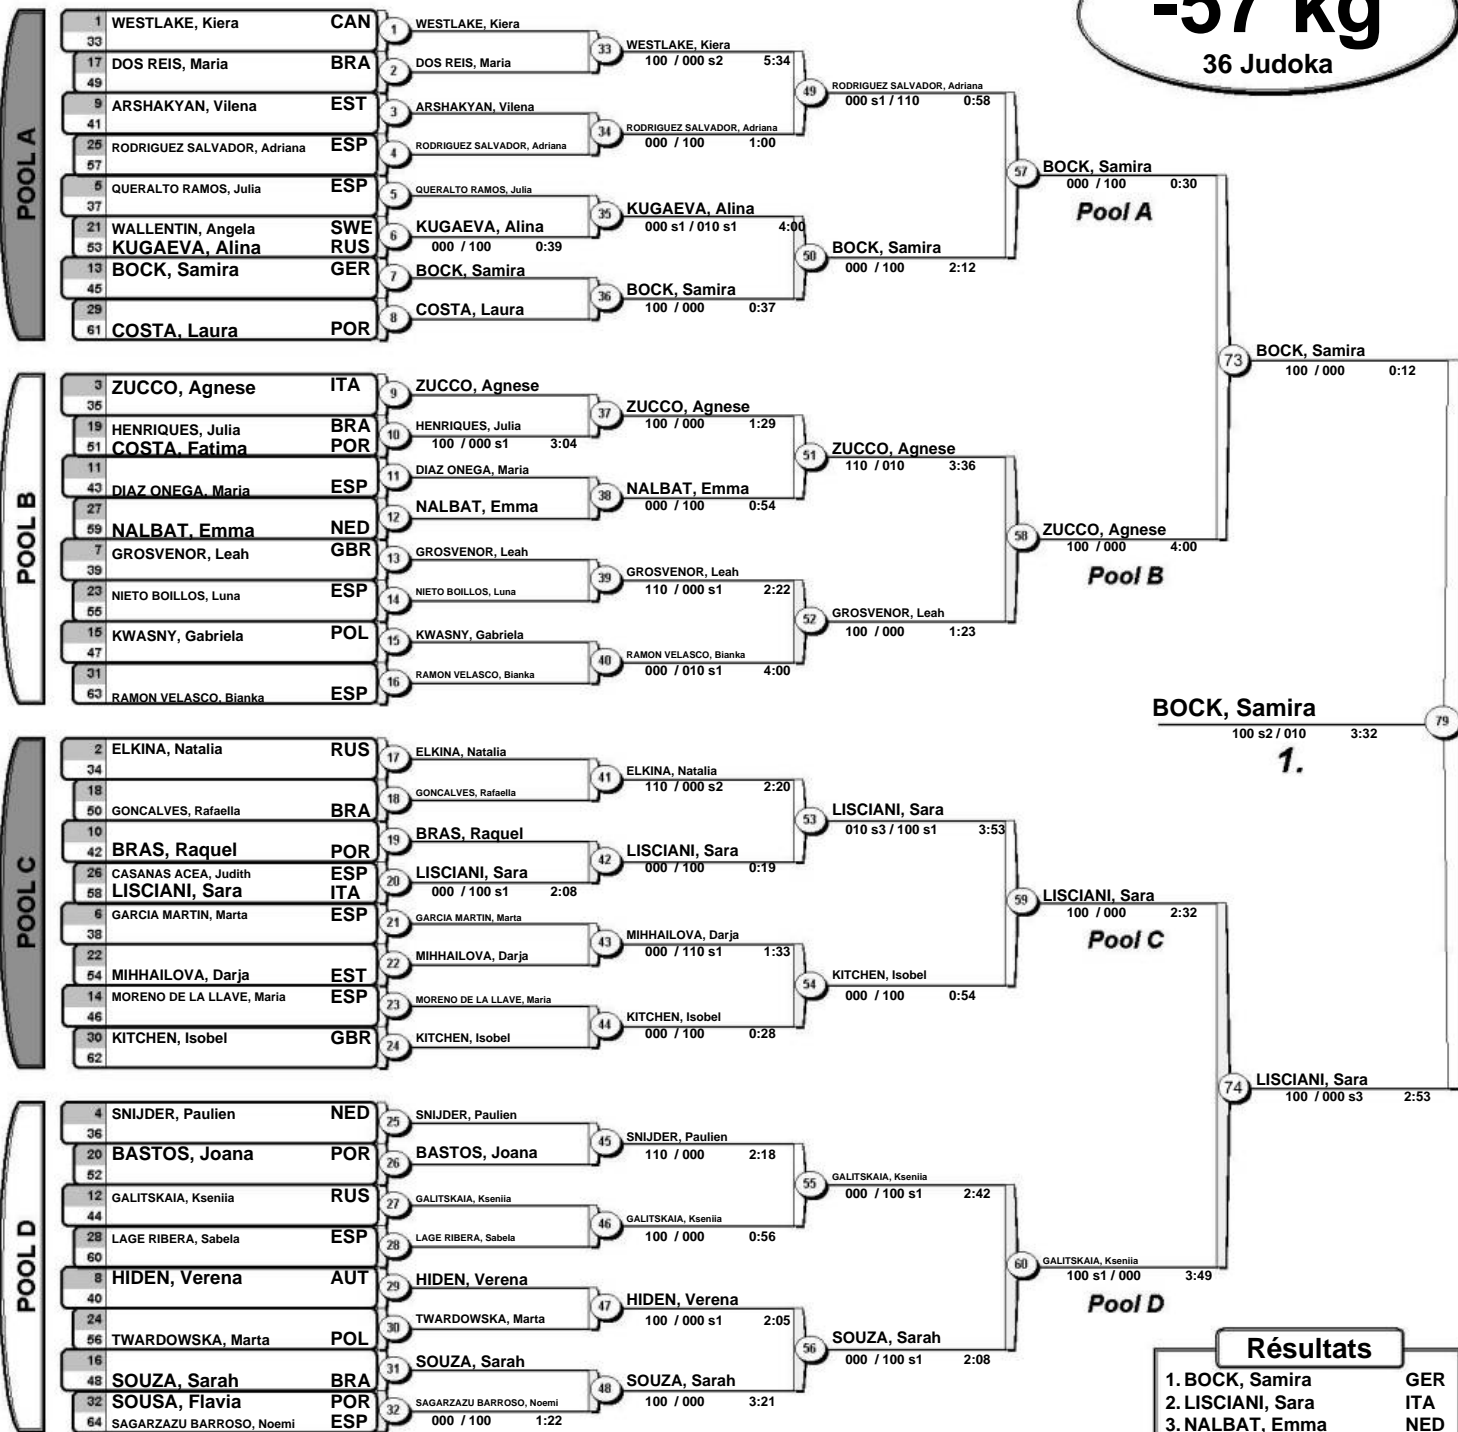 -57 kg
36 Judoka
POOL A
1 WESTLAKE, Kiera CAN
33
17 DOS REIS, Maria BRA
49
9 ARSHAKYAN, Vilena EST
41
25 RODRIGUEZ SALVADOR, Adriana ESP
57
5 QUERALTO RAMOS, Julia ESP
37
21 WALLENTIN, Angela SWE
53 KUGAEVA, Alina RUS
13 BOCK, Samira GER
45
29
61 COSTA, Laura POR
1 WESTLAKE, Kiera
2 DOS REIS, Maria
3 ARSHAKYAN, Vilena
4 RODRIGUEZ SALVADOR, Adriana
5 QUERALTO RAMOS, Julia
6 KUGAEVA, Alina
000 / 100 0:39
7 BOCK, Samira
8 COSTA, Laura
33 WESTLAKE, Kiera
100 / 000 s2 5:34
34 RODRIGUEZ SALVADOR, Adriana
000 / 100 1:00
35 KUGAEVA, Alina
000 s1 / 010 s1 4:00
36 BOCK, Samira
100 / 000 0:37
49 RODRIGUEZ SALVADOR, Adriana
000 s1 / 110 0:58
50 BOCK, Samira
000 / 100 2:12
57 BOCK, Samira
000 / 100 0:30
Pool A
POOL B
3 ZUCCO, Agnese ITA
35
19 HENRIQUES, Julia BRA
51 COSTA, Fatima POR
11
43 DIAZ ONEGA, Maria ESP
27
59 NALBAT, Emma NED
7 GROSVENOR, Leah GBR
39
23 NIETO BOILLOS, Luna ESP
55
15 KWASNY, Gabriela POL
47
31
63 RAMON VELASCO, Bianka ESP
9 ZUCCO, Agnese
10 HENRIQUES, Julia
100 / 000 s1 3:04
11 DIAZ ONEGA, Maria
12 NALBAT, Emma
13 GROSVENOR, Leah
14 NIETO BOILLOS, Luna
15 KWASNY, Gabriela
16 RAMON VELASCO, Bianka
37 ZUCCO, Agnese
100 / 000 1:29
38 NALBAT, Emma
000 / 100 0:54
39 GROSVENOR, Leah
110 / 000 s1 2:22
40 RAMON VELASCO, Bianka
000 / 010 s1 4:00
51 ZUCCO, Agnese
110 / 010 3:36
52 GROSVENOR, Leah
100 / 000 1:23
58 ZUCCO, Agnese
100 / 000 4:00
Pool B
73 BOCK, Samira
100 / 000 0:12
BOCK, Samira 79
100 s2 / 010 3:32
1.
POOL C
2 ELKINA, Natalia RUS
34
18
50 GONCALVES, Rafaella BRA
10
42 BRAS, Raquel POR
26 CASANAS ACEA, Judith ESP
58 LISCIANI, Sara ITA
6 GARCIA MARTIN, Marta ESP
38
22
54 MIHHAILOVA, Darja EST
14 MORENO DE LA LLAVE, Maria ESP
46
30 KITCHEN, Isobel GBR
62
17 ELKINA, Natalia
18 GONCALVES, Rafaella
19 BRAS, Raquel
20 LISCIANI, Sara
000 / 100 s1 2:08
21 GARCIA MARTIN, Marta
22 MIHHAILOVA, Darja
23 MORENO DE LA LLAVE, Maria
24 KITCHEN, Isobel
41 ELKINA, Natalia
110 / 000 s2 2:20
42 LISCIANI, Sara
000 / 100 0:19
43 MIHHAILOVA, Darja
000 / 110 s1 1:33
44 KITCHEN, Isobel
000 / 100 0:28
53 LISCIANI, Sara
010 s3 / 100 s1 3:53
54 KITCHEN, Isobel
000 / 100 0:54
59 LISCIANI, Sara
100 / 000 2:32
Pool C
74 LISCIANI, Sara
100 / 000 s3 2:53
POOL D
4 SNIJDER, Paulien NED
36
20 BASTOS, Joana POR
52
12 GALITSKAIA, Kseniia RUS
44
28 LAGE RIBERA, Sabela ESP
60
8 HIDEN, Verena AUT
40
24
56 TWARDOWSKA, Marta POL
16
48 SOUZA, Sarah BRA
32 SOUSA, Flavia POR
64 SAGARZAZU BARROSO, Noemi ESP
25 SNIJDER, Paulien
26 BASTOS, Joana
27 GALITSKAIA, Kseniia
28 LAGE RIBERA, Sabela
29 HIDEN, Verena
30 TWARDOWSKA, Marta
31 SOUZA, Sarah
32 SAGARZAZU BARROSO, Noemi
000 / 100 1:22
45 SNIJDER, Paulien
110 / 000 2:18
46 GALITSKAIA, Kseniia
100 / 000 0:56
47 HIDEN, Verena
100 / 000 s1 2:05
48 SOUZA, Sarah
100 / 000 3:21
55 GALITSKAIA, Kseniia
000 / 100 s1 2:42
56 SOUZA, Sarah
000 / 100 s1 2:08
60 GALITSKAIA, Kseniia
100 s1 / 000 3:49
Pool D
Résultats
1. BOCK, Samira GER
2. LISCIANI, Sara ITA
3. NALBAT, Emma NED